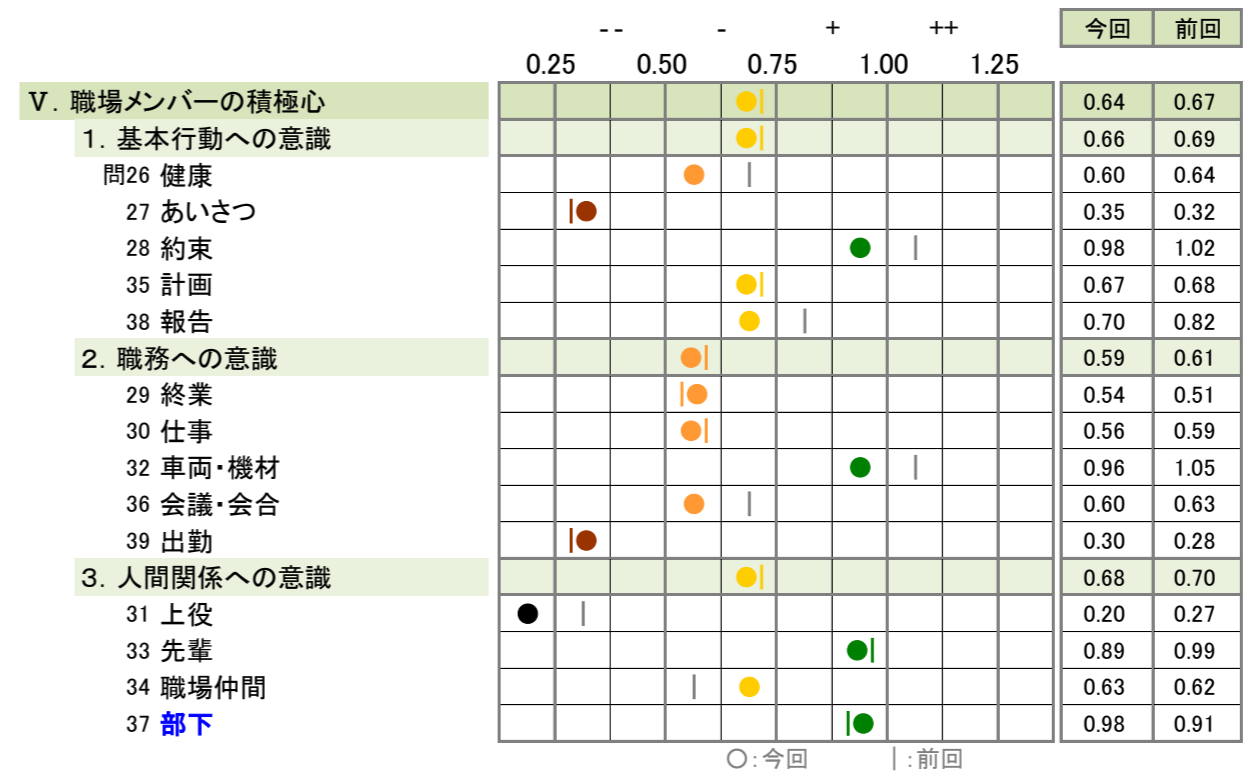 -- - + ++ 今回 前回
0.25 0.50 0.75 1.00 1.25
Ⅴ. 職場メンバーの積極心 0.64 0.67
1. 基本行動への意識 0.66 0.69
問26 健康 0.60 0.64
27 あいさつ 0.35 0.32
28 約束 0.98 1.02
35 計画 0.67 0.68
38 報告 0.70 0.82
2. 職務への意識 0.59 0.61
29 終業 0.54 0.51
30 仕事 0.56 0.59
32 車両・機材 0.96 1.05
36 会議・会合 0.60 0.63
39 出勤 0.30 0.28
3. 人間関係への意識 0.68 0.70
31 上役 0.20 0.27
33 先輩 0.89 0.99
34 職場仲間 0.63 0.62
37 部下 0.98 0.91
○:今回 |:前回